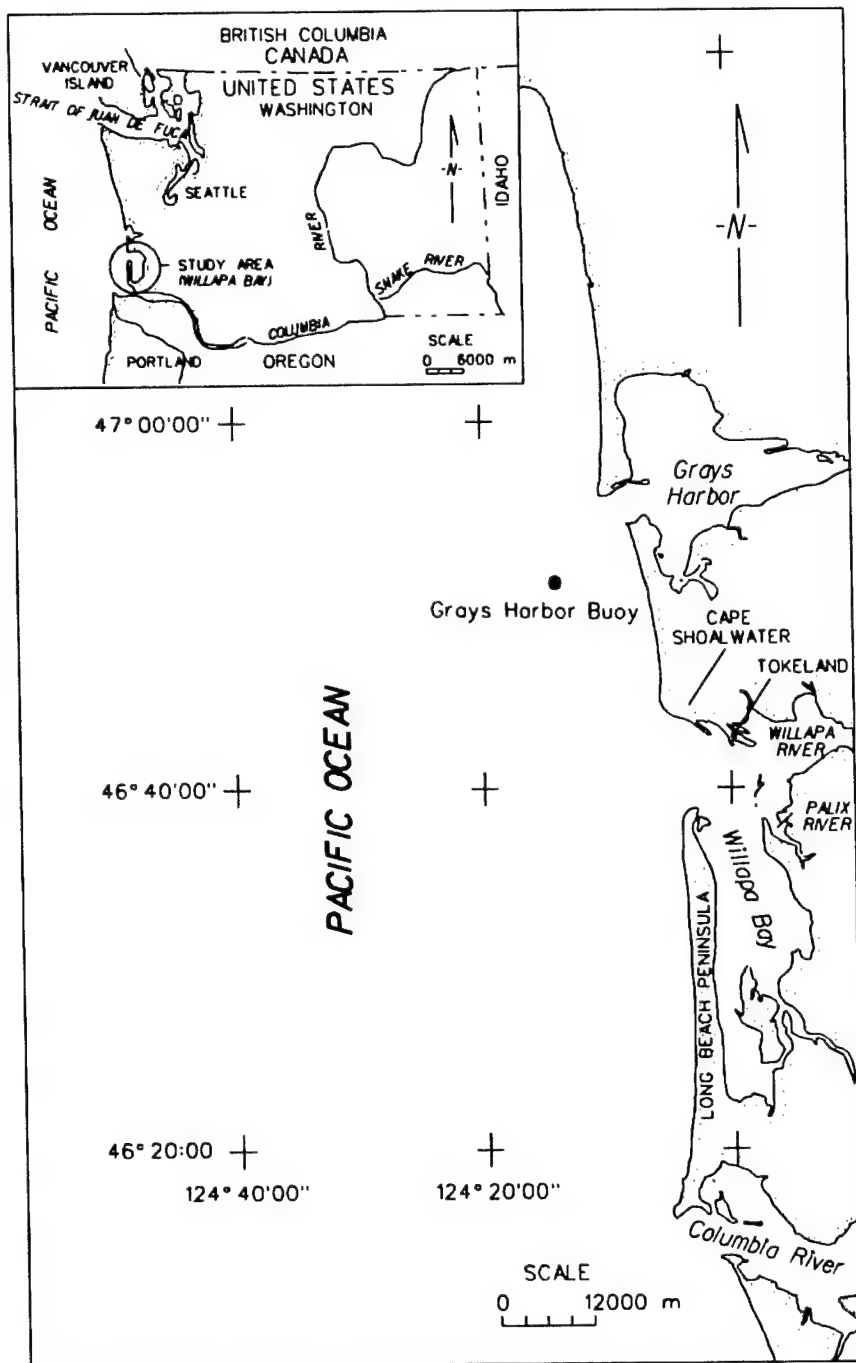 BRITISH COLUMBIA
CANADA
VANCOUVER
ISLAND
UNITED STATES
WASHINGTON
STRAIT OF JUAN DE FUCA
-N-
IDAHO
SEATTLE
PACIFIC OCEAN
RIVER
STUDY AREA
(WILLAPA BAY)
SNAKE RIVER
COLUMBIA
SCALE
0 6000 m
PORTLAND
OREGON
-N-
47° 00'00"
Grays
Harbor
Grays Harbor Buoy
CAPE
SHOALWATER
TOKELAND
WILLAPA
RIVER
PACIFIC OCEAN
46° 40'00"
PALIX
RIVER
Willapa Bay
LONG BEACH PENINSULA
46° 20:00
124° 40'00"
124° 20'00"
Columbia River
SCALE
0 12000 m